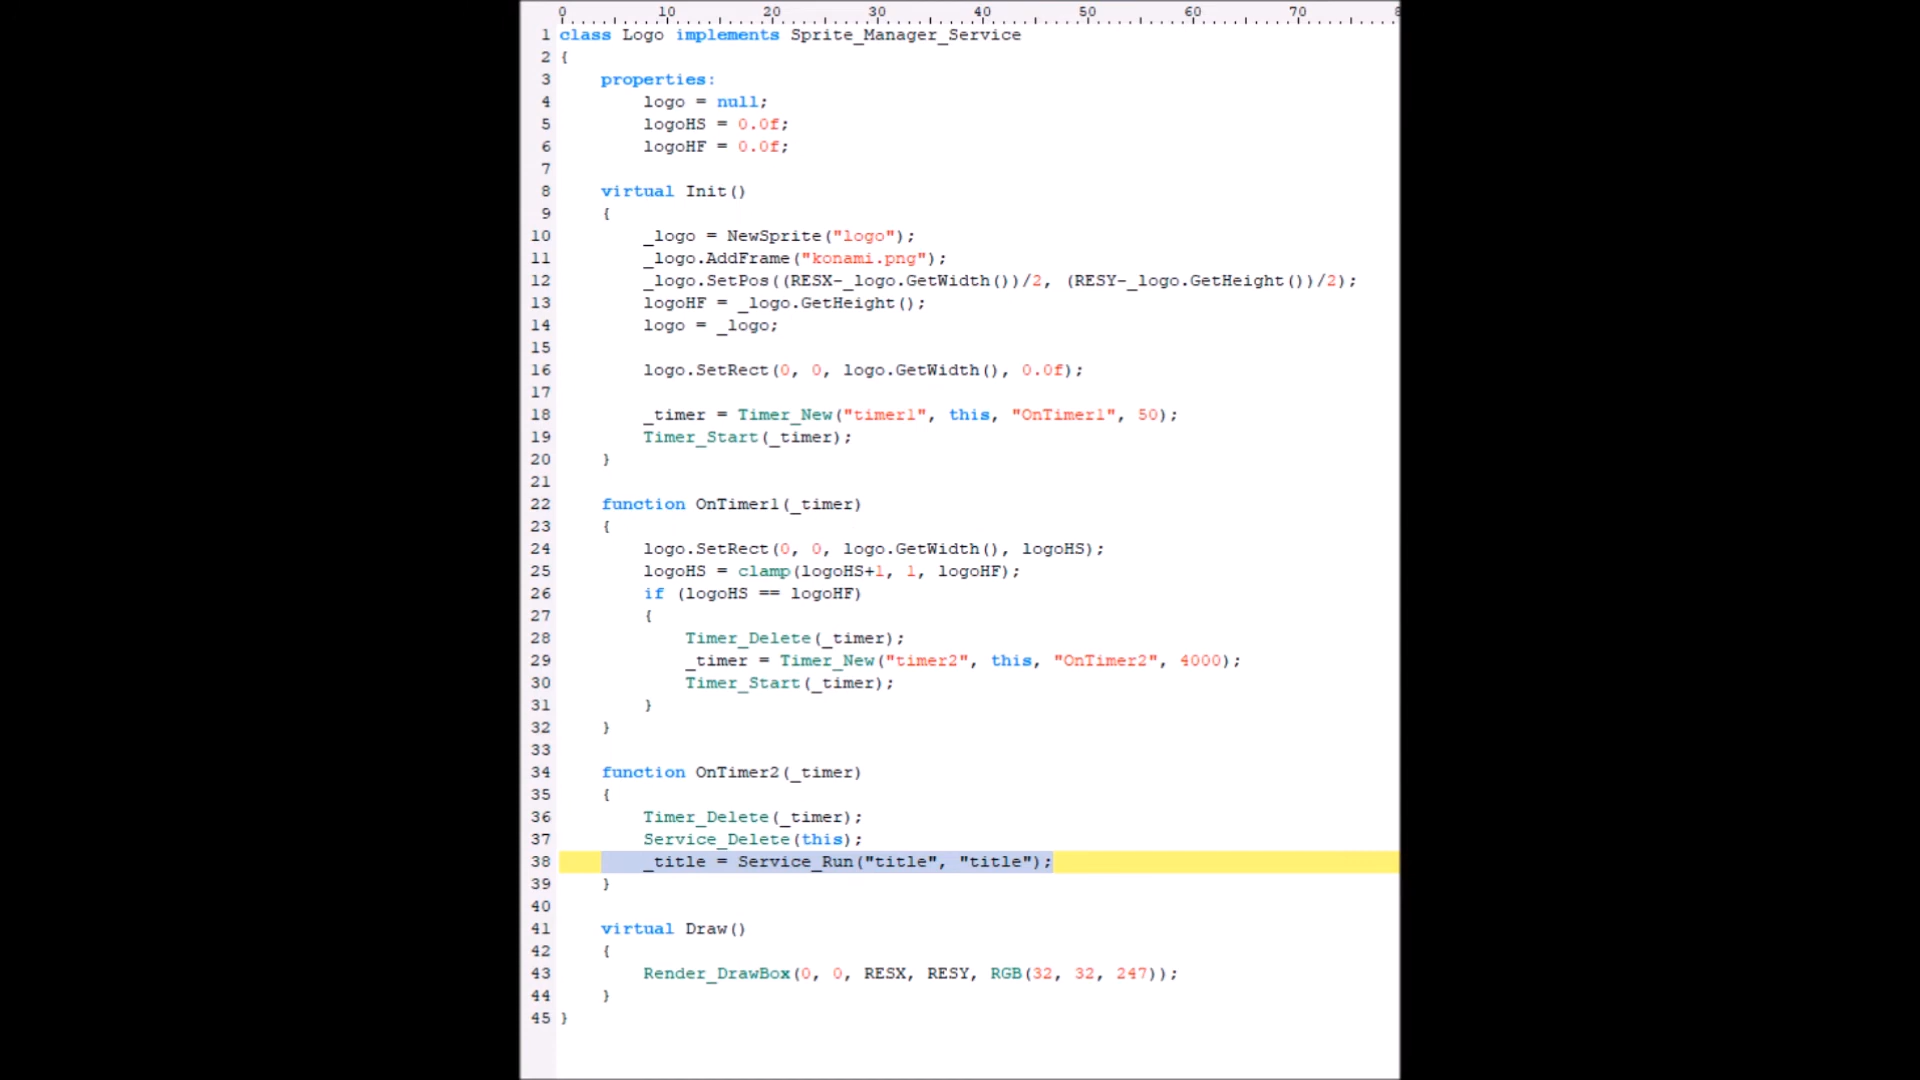 0 10 20 30 40 50 60 70 8
1 class Logo implements Sprite_Manager_Service
2 {
3     properties:
4         logo = null;
5         logoHS = 0.0f;
6         logoHF = 0.0f;
7
8     virtual Init()
9     {
10         _logo = NewSprite("logo");
11         _logo.AddFrame("konami.png");
12         _logo.SetPos((RESX-_logo.GetWidth())/2, (RESY-_logo.GetHeight())/2);
13         logoHF = _logo.GetHeight();
14         logo = _logo;
15
16         logo.SetRect(0, 0, logo.GetWidth(), 0.0f);
17
18         _timer = Timer_New("timer1", this, "OnTimer1", 50);
19         Timer_Start(_timer);
20     }
21
22     function OnTimer1(_timer)
23     {
24         logo.SetRect(0, 0, logo.GetWidth(), logoHS);
25         logoHS = clamp(logoHS+1, 1, logoHF);
26         if (logoHS == logoHF)
27         {
28             Timer_Delete(_timer);
29             _timer = Timer_New("timer2", this, "OnTimer2", 4000);
30             Timer_Start(_timer);
31         }
32     }
33
34     function OnTimer2(_timer)
35     {
36         Timer_Delete(_timer);
37         Service_Delete(this);
38         _title = Service_Run("title", "title");
39     }
40
41     virtual Draw()
42     {
43         Render_DrawBox(0, 0, RESX, RESY, RGB(32, 32, 247));
44     }
45 }